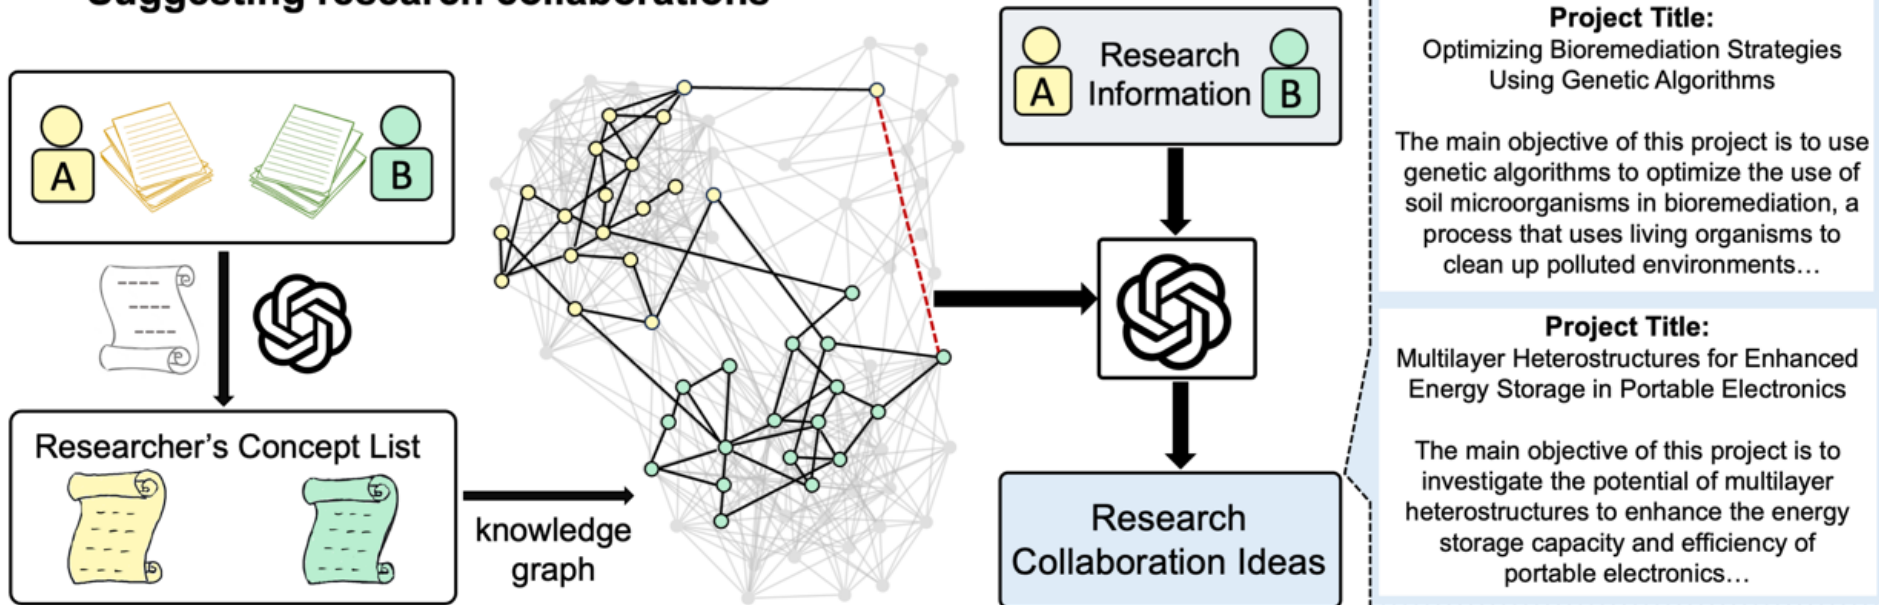 Suggesting research collaborations
A
B
Researcher's Concept List
knowledge
graph
A
Research
Information
B
Research
Collaboration Ideas
Project Title:
Optimizing Bioremediation Strategies
Using Genetic Algorithms
The main objective of this project is to use
genetic algorithms to optimize the use of
soil microorganisms in bioremediation, a
process that uses living organisms to
clean up polluted environments…
Project Title:
Multilayer Heterostructures for Enhanced
Energy Storage in Portable Electronics
The main objective of this project is to
investigate the potential of multilayer
heterostructures to enhance the energy
storage capacity and efficiency of
portable electronics…